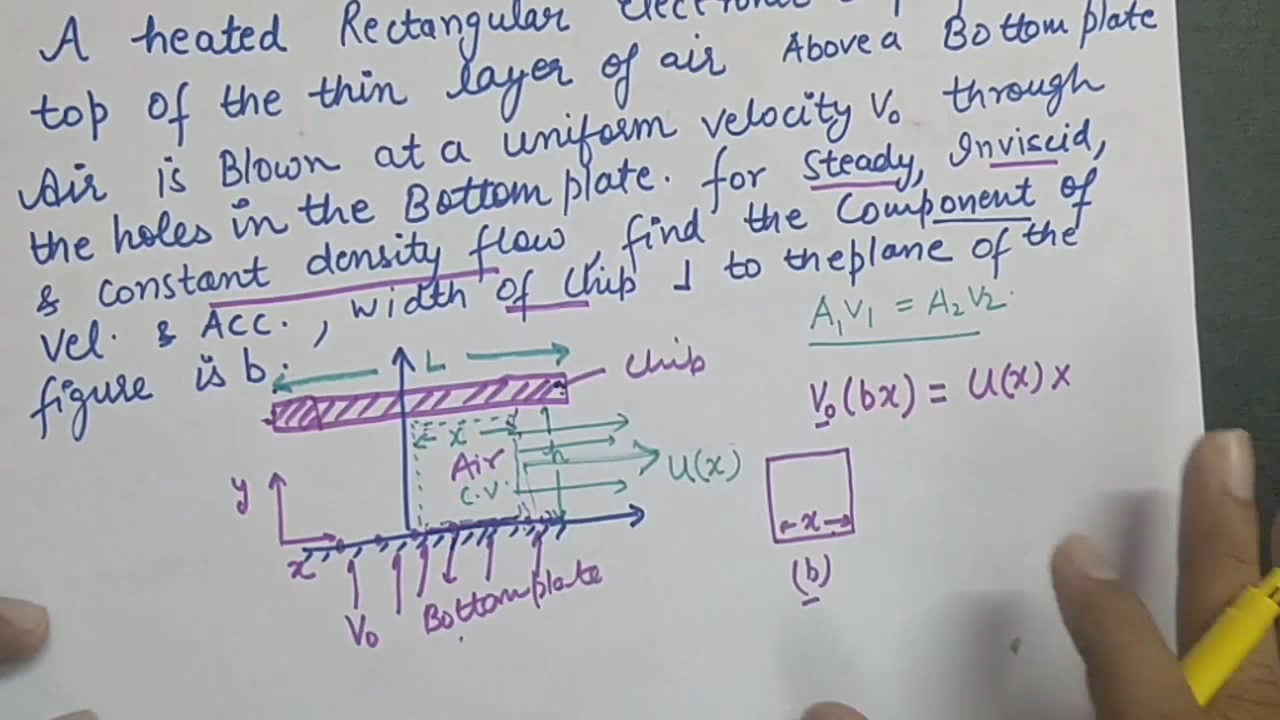 A heated Rectangular
top of the thin layer of air Above a Bottom plate
Air is Blown at a uniform velocity V₀ through
the holes in the Bottom plate. for Steady, Inviscid,
& constant density flow, find the Component of
Vel. & Acc., width of Chip ⊥ to the plane of the
figure is b.
A₁V₁ = A₂V₂.
L
Chip
V₀(bx) = U(x) x
x
h
Air
U(x)
C.V.
y
x
x
(b)
Bottom plate
V₀